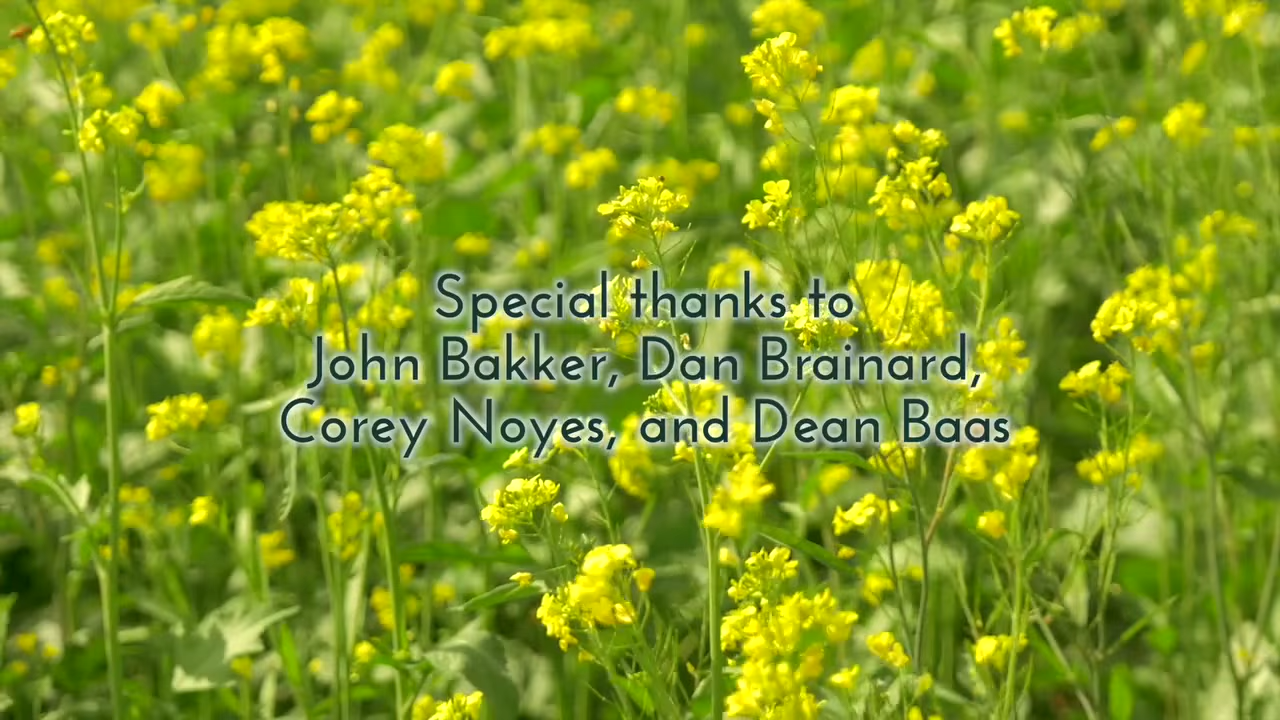 Special thanks to
John Bakker, Dan Brainard,
Corey Noyes, and Dean Baas